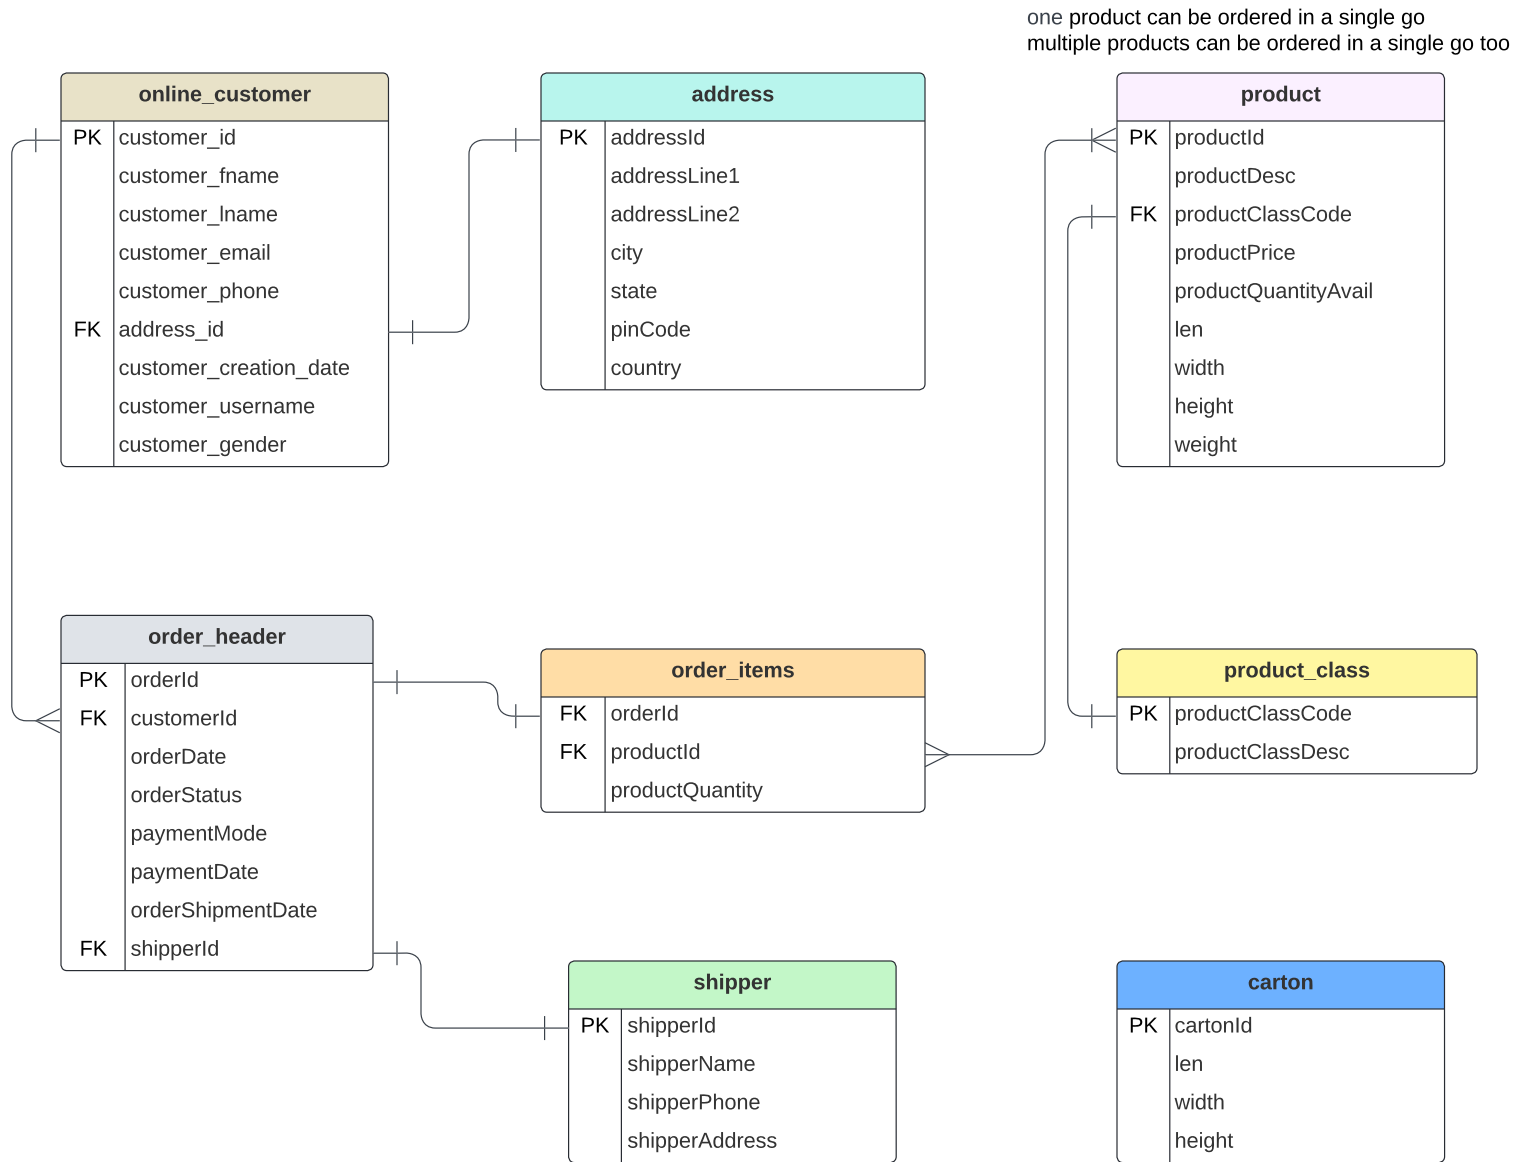 one product can be ordered in a single go
multiple products can be ordered in a single go too
online_customer
PK customer_id
customer_fname
customer_lname
customer_email
customer_phone
FK address_id
customer_creation_date
customer_username
customer_gender
address
PK addressId
addressLine1
addressLine2
city
state
pinCode
country
product
PK productId
productDesc
FK productClassCode
productPrice
productQuantityAvail
len
width
height
weight
order_header
PK orderId
FK customerId
orderDate
orderStatus
paymentMode
paymentDate
orderShipmentDate
FK shipperId
order_items
FK orderId
FK productId
productQuantity
product_class
PK productClassCode
productClassDesc
shipper
PK shipperId
shipperName
shipperPhone
shipperAddress
carton
PK cartonId
len
width
height